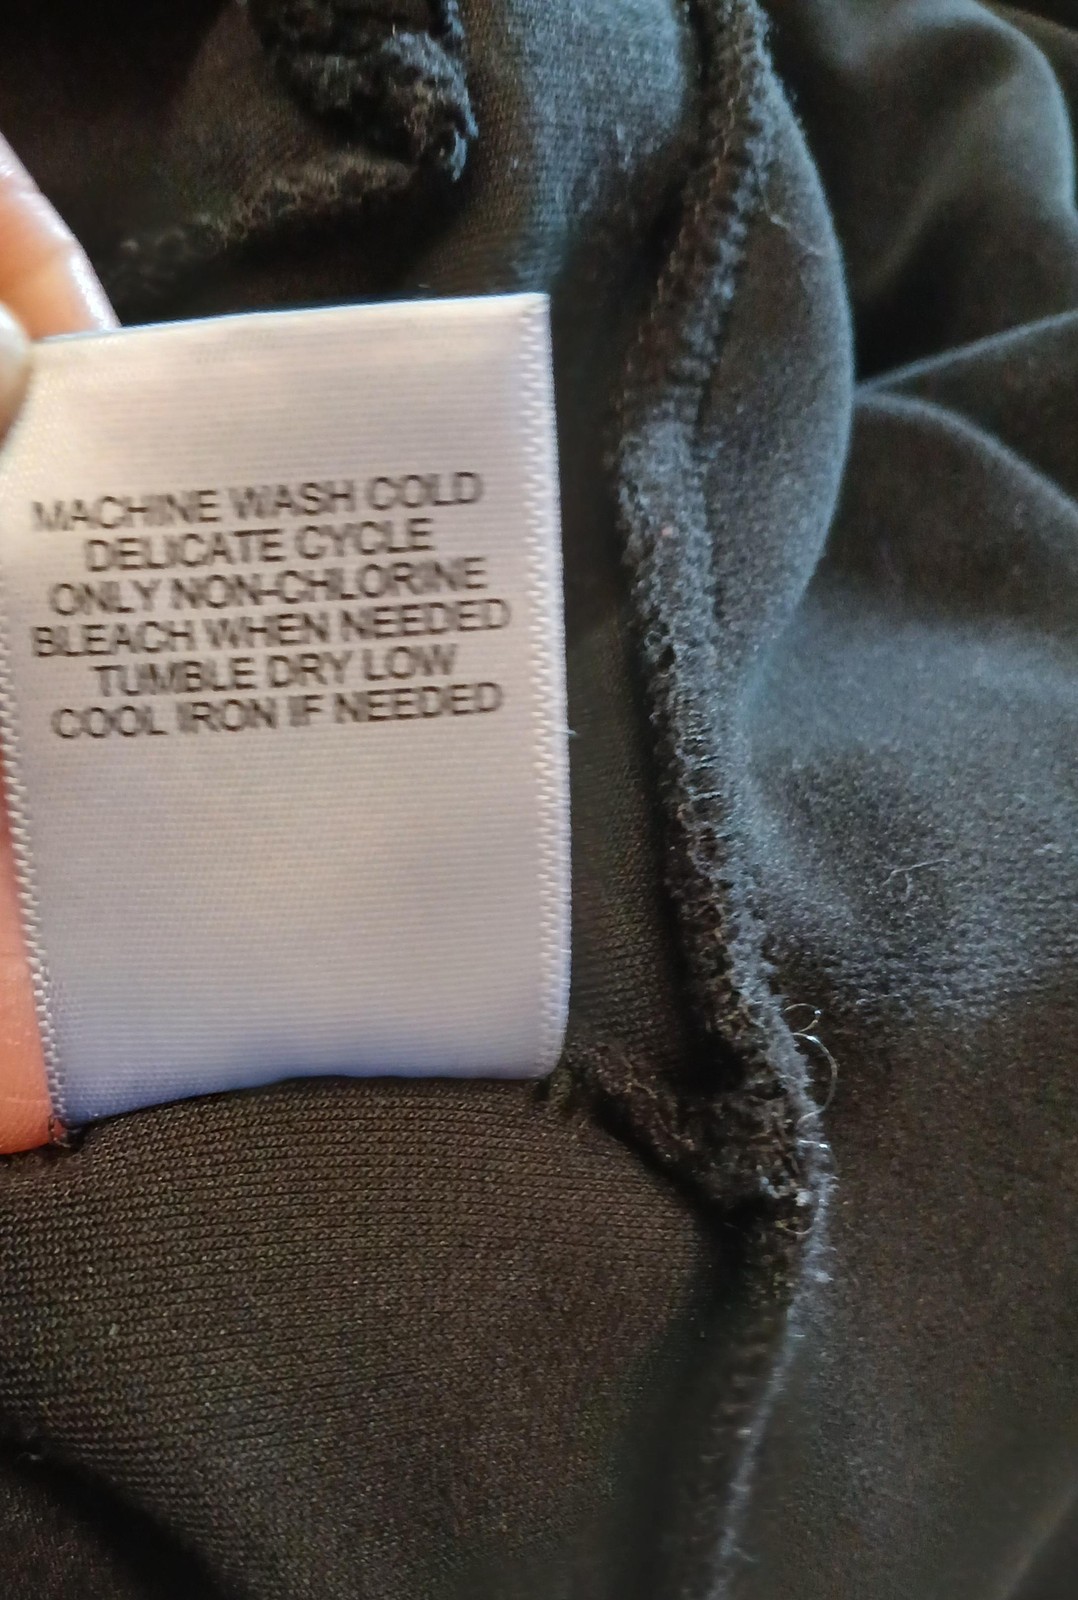 MACHINE WASH COLD
DELICATE CYCLE
ONLY NON-CHLORINE
BLEACH WHEN NEEDED
TUMBLE DRY LOW
COOL IRON IF NEEDED